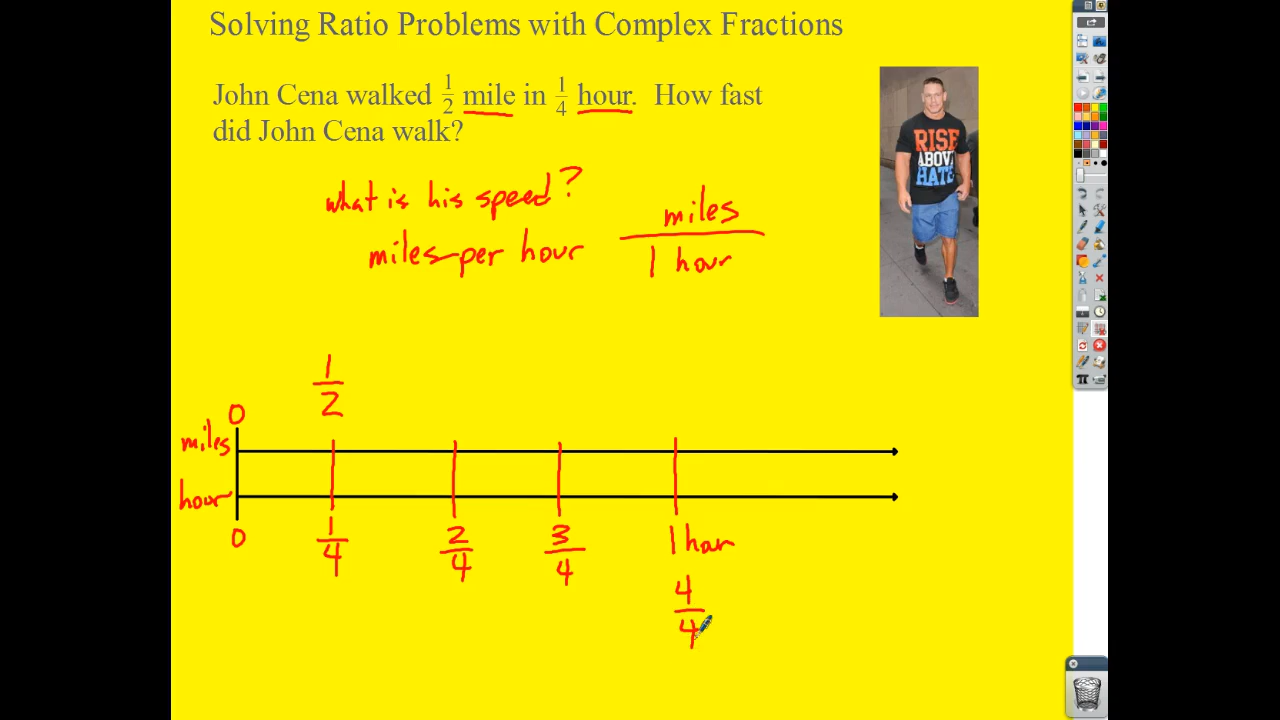 Solving Ratio Problems with Complex Fractions
John Cena walked 1/2 mile in 1/4 hour. How fast
did John Cena walk?
what is his speed?
miles per hour
miles
1 hour
RISE
ABOVE
HATE
1/2
0
miles
hour
0 1/4 2/4 3/4 1 hour
4/4